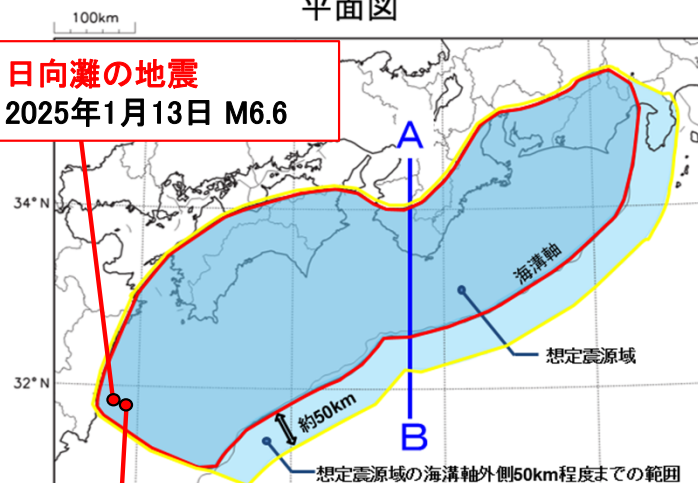 平面図
100km
日向灘の地震
2025年1月13日 M6.6
A
34°N
海溝軸
想定震源域
32°N
約50km
B
想定震源域の海溝軸外側50km程度までの範囲